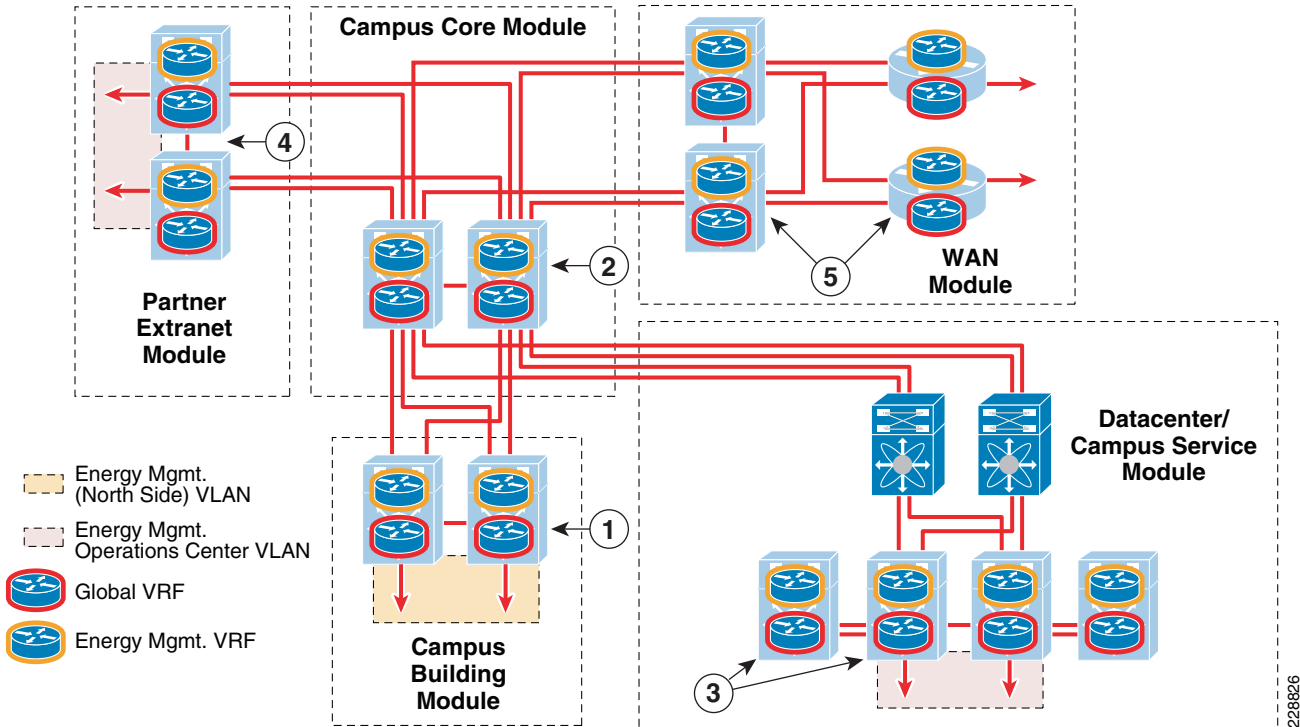 Campus Core Module
4
2
5
WAN
Module
Partner
Extranet
Module
Datacenter/
Campus Service
Module
Energy Mgmt.
(North Side) VLAN
Energy Mgmt.
Operations Center VLAN
Global VRF
Energy Mgmt. VRF
1
Campus
Building
Module
3
228826